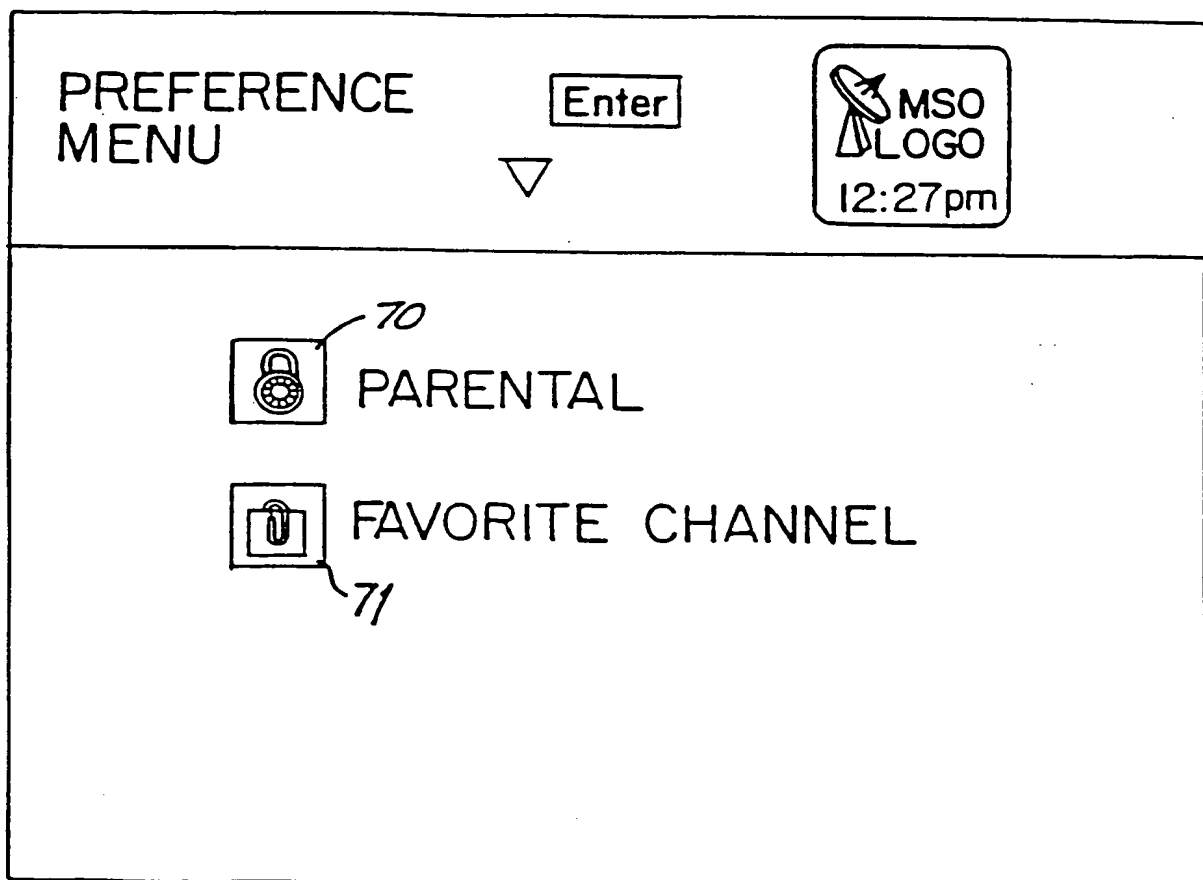 PREFERENCE
MENU
Enter
MSO
LOGO
12:27pm
70
PARENTAL
FAVORITE CHANNEL
71